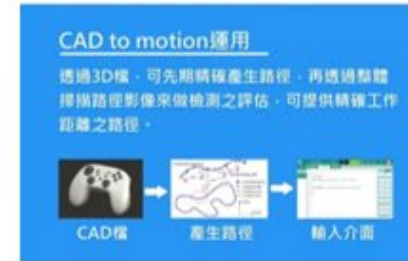 CAD to motion運用
透過3D檔，可先期精確產生路徑，再透過整體
掃描路徑影像來做檢測之評估，可提供精確工作
距離之路徑。
CAD檔
產生路徑
輸入介面